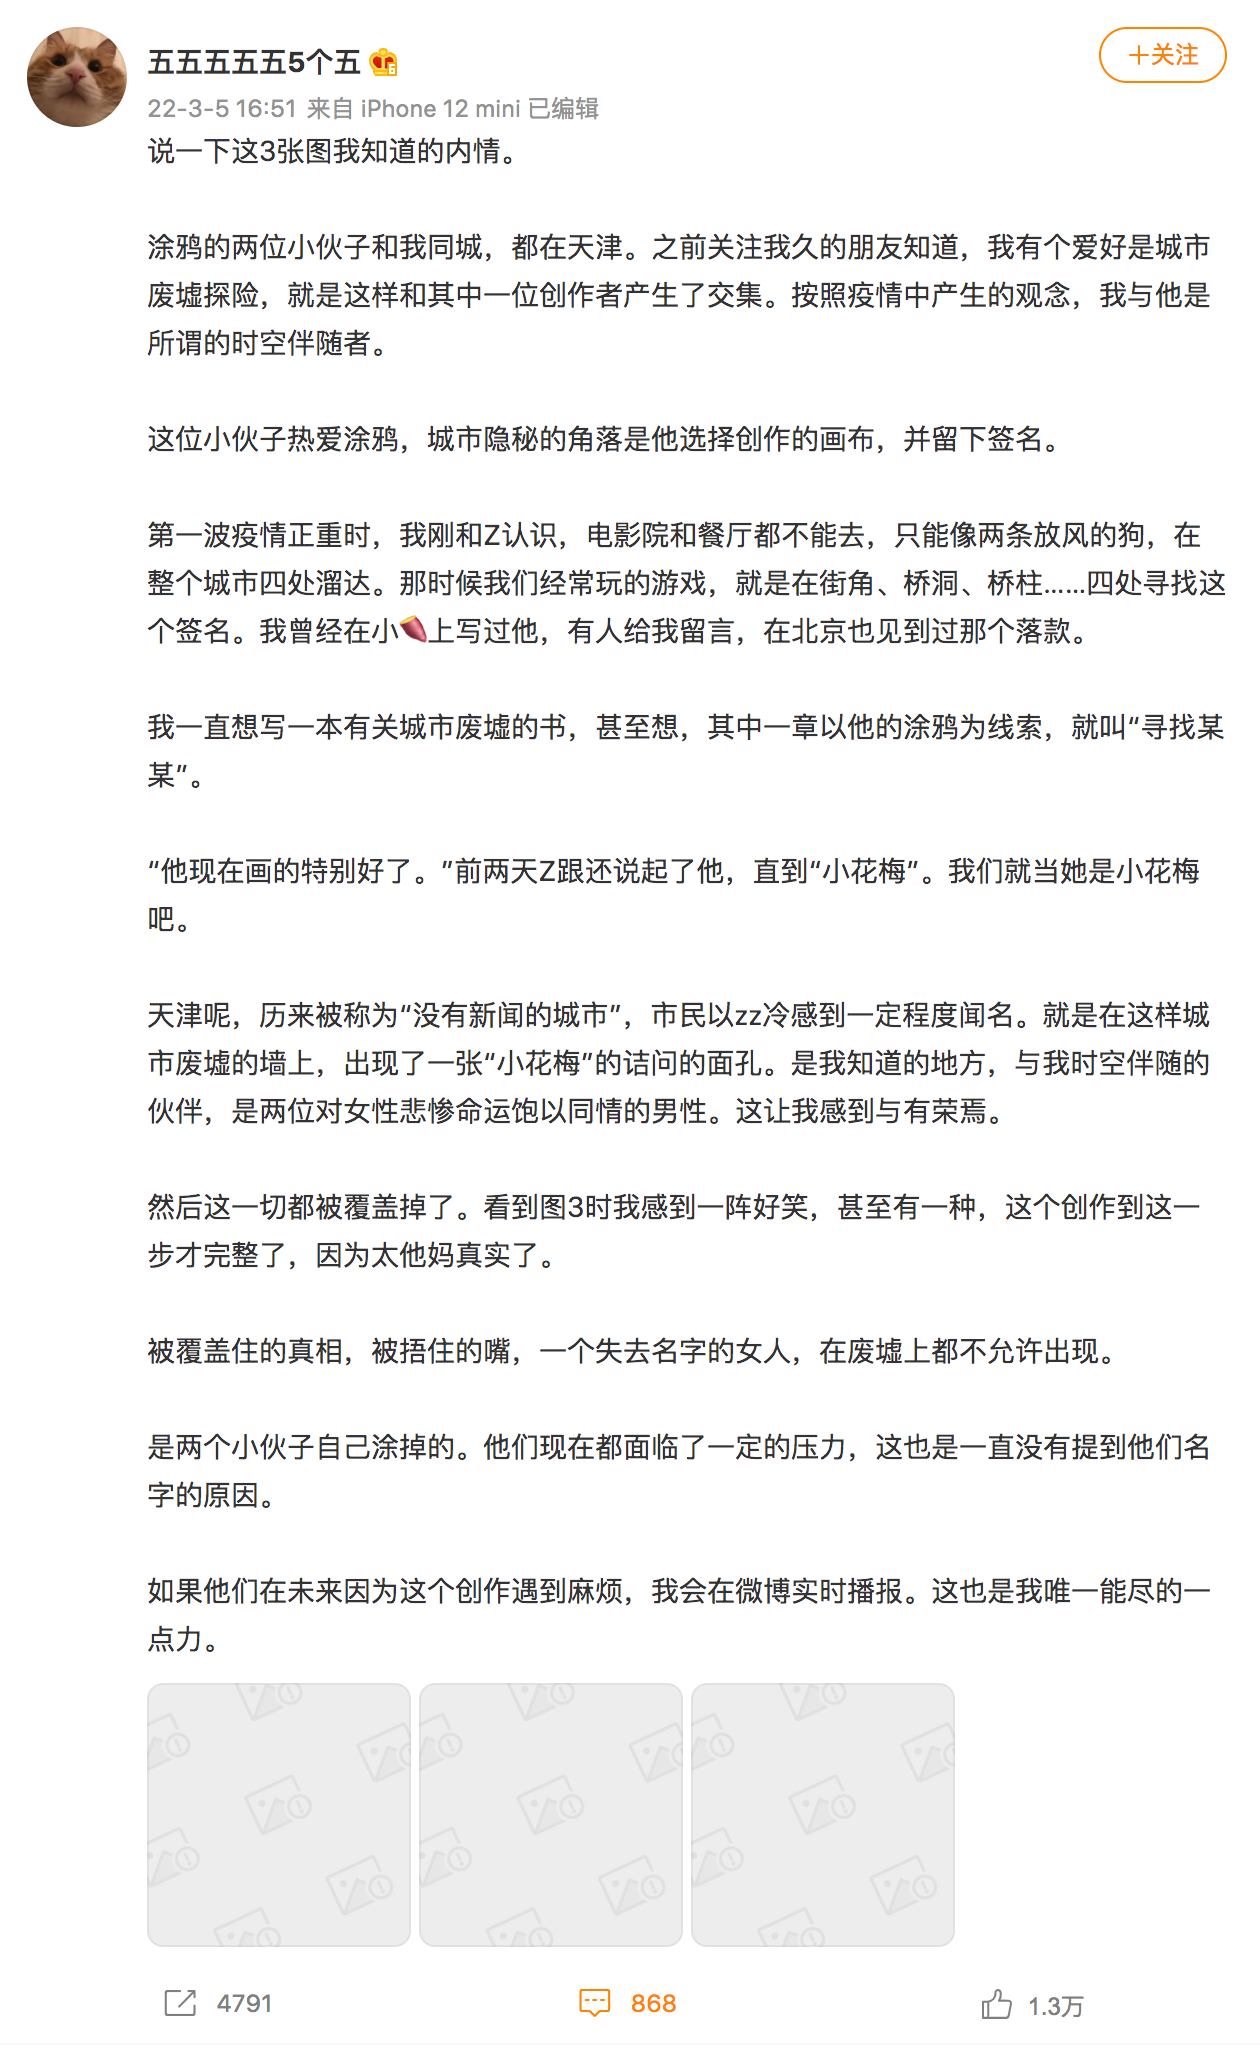 五五五五五5个五
+关注
22-3-5 16:51 来自 iPhone 12 mini 已编辑
说一下这3张图我知道的内情。
涂鸦的两位小伙子和我同城，都在天津。之前关注我久的朋友知道，我有个爱好是城市
废墟探险，就是这样和其中一位创作者产生了交集。按照疫情中产生的观念，我与他是
所谓的时空伴随者。
这位小伙子热爱涂鸦，城市隐秘的角落是他选择创作的画布，并留下签名。
第一波疫情正重时，我刚和Z认识，电影院和餐厅都不能去，只能像两条放风的狗，在
整个城市四处溜达。那时候我们经常玩的游戏，就是在街角、桥洞、桥柱......四处寻找这
个签名。我曾经在小🍠上写过他，有人给我留言，在北京也见到过那个落款。
我一直想写一本有关城市废墟的书，甚至想，其中一章以他的涂鸦为线索，就叫“寻找某
某”。
“他现在画的特别好了。”前两天Z跟还说起了他，直到“小花梅”。我们就当她是小花梅
吧。
天津呢，历来被称为“没有新闻的城市”，市民以zz冷感到一定程度闻名。就是在这样城
市废墟的墙上，出现了一张“小花梅”的诘问的面孔。是我知道的地方，与我时空伴随的
伙伴，是两位对女性悲惨命运饱以同情的男性。这让我感到与有荣焉。
然后这一切都被覆盖掉了。看到图3时我感到一阵好笑，甚至有一种，这个创作到这一
步才完整了，因为太他妈真实了。
被覆盖住的真相，被捂住的嘴，一个失去名字的女人，在废墟上都不允许出现。
是两个小伙子自己涂掉的。他们现在都面临了一定的压力，这也是一直没有提到他们名
字的原因。
如果他们在未来因为这个创作遇到麻烦，我会在微博实时播报。这也是我唯一能尽的一
点力。
4791
868
1.3万